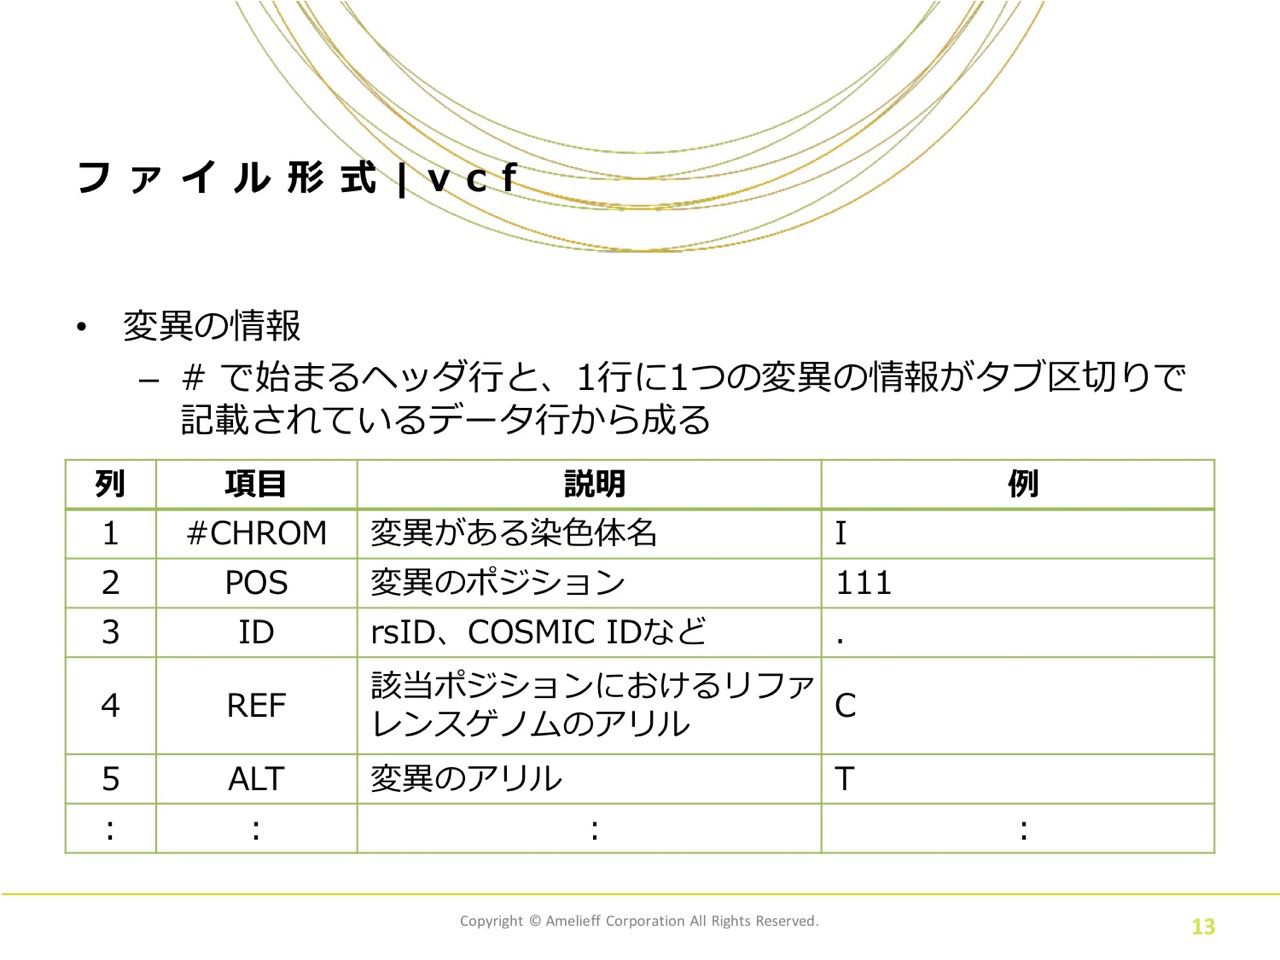 ファイル形式|vcf
• 変異の情報
– # で始まるヘッダ行と、1行に1つの変異の情報がタブ区切りで
記載されているデータ行から成る
列 項目 説明 例
1 #CHROM 変異がある染色体名 I
2 POS 変異のポジション 111
3 ID rsID、COSMIC IDなど .
4 REF 該当ポジションにおけるリファ
レンスゲノムのアリル C
5 ALT 変異のアリル T
: : : :
Copyright © Amelieff Corporation All Rights Reserved.
13